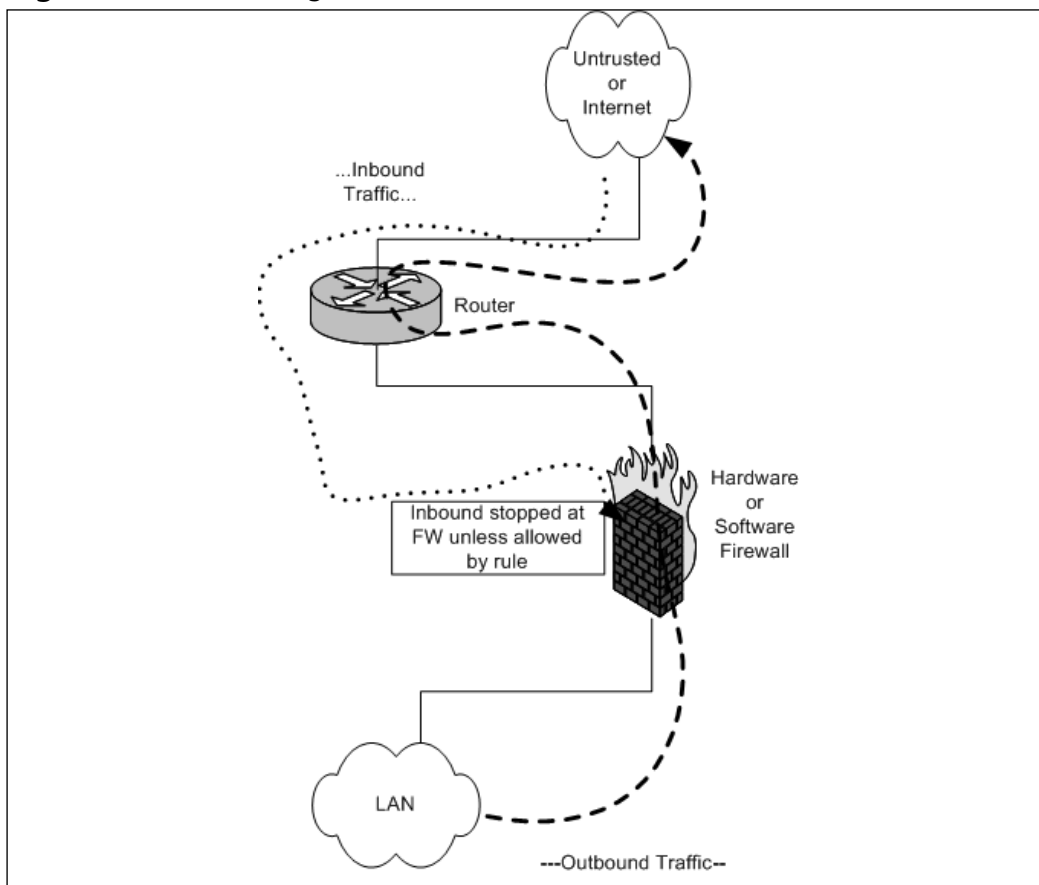 Untrusted
or
Internet
...Inbound
Traffic...
Router
Hardware
or
Software
Firewall
Inbound stopped at
FW unless allowed
by rule
LAN
---Outbound Traffic--